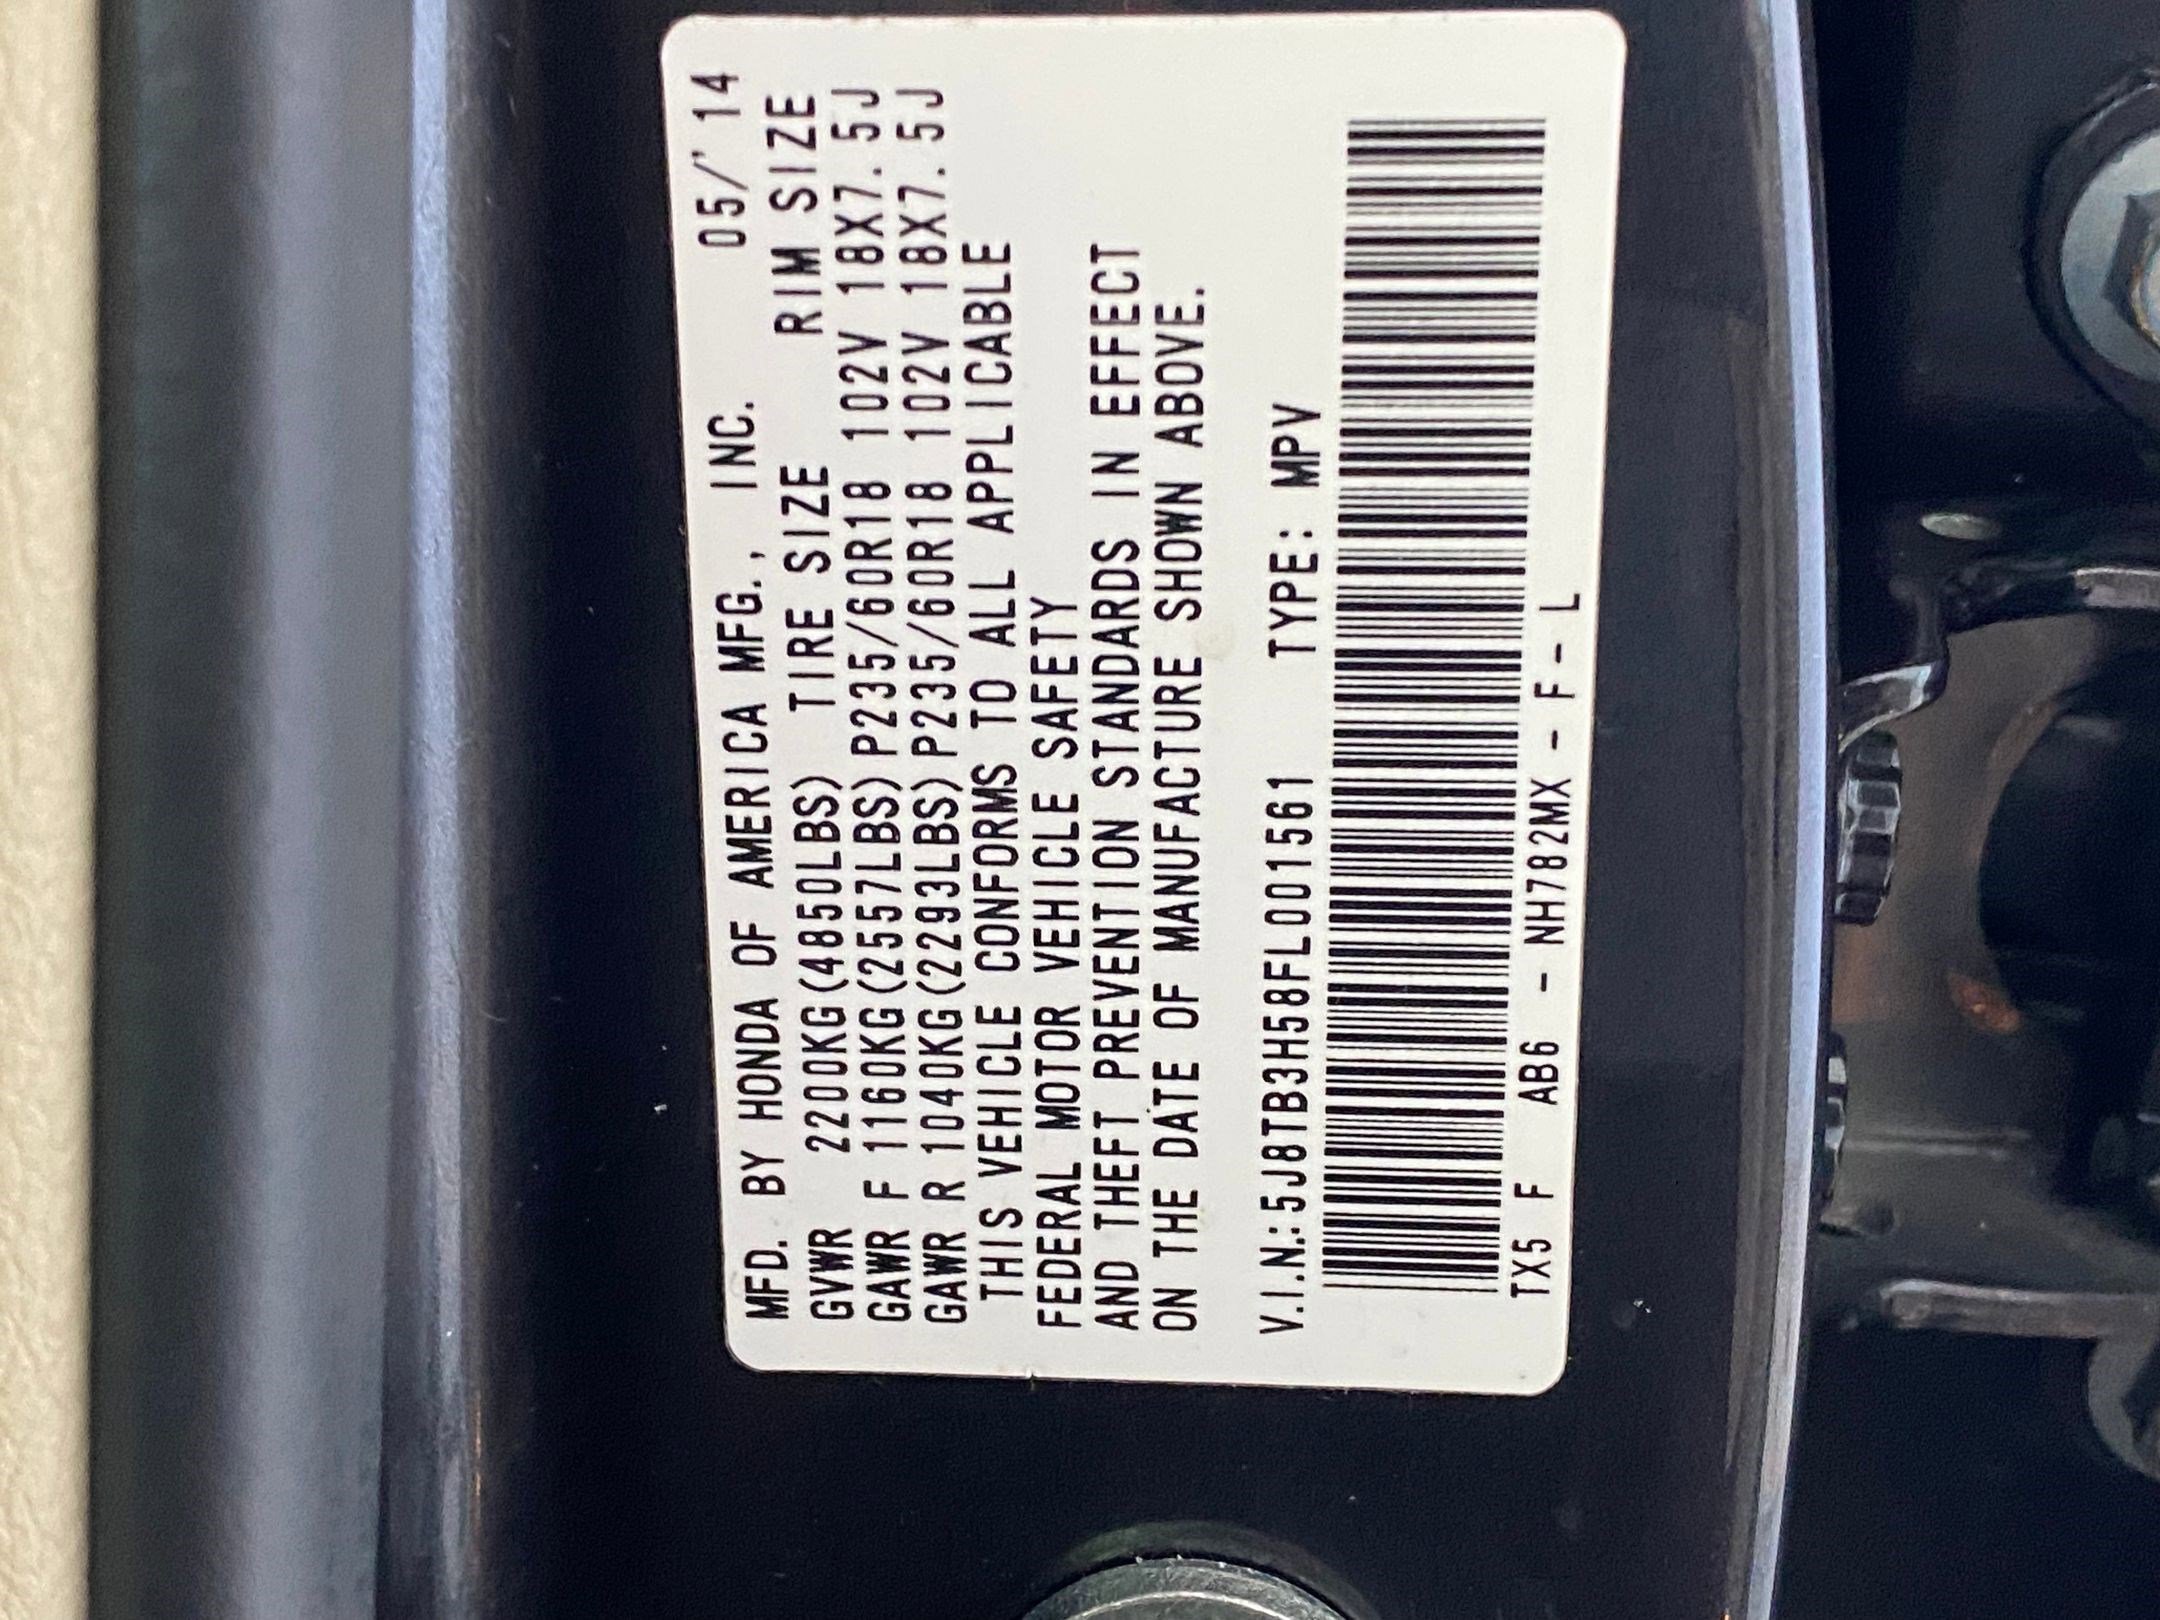 MFD. BY HONDA OF AMERICA MFG., INC. 05/'14
GVWR 2200KG(4850LBS) TIRE SIZE RIM SIZE
GAWR F 1160KG(2557LBS)P235/60R18 102V 18X7.5J
GAWR R 1040KG(2293LBS)P235/60R18 102V 18X7.5J
THIS VEHICLE CONFORMS TO ALL APPLICABLE
FEDERAL MOTOR VEHICLE SAFETY
AND THEFT PREVENTION STANDARDS IN EFFECT
ON THE DATE OF MANUFACTURE SHOWN ABOVE.
V.I.N.:5J8TB3H58FL001561 TYPE: MPV
TX5 F AB6 - NH782MX - F - L